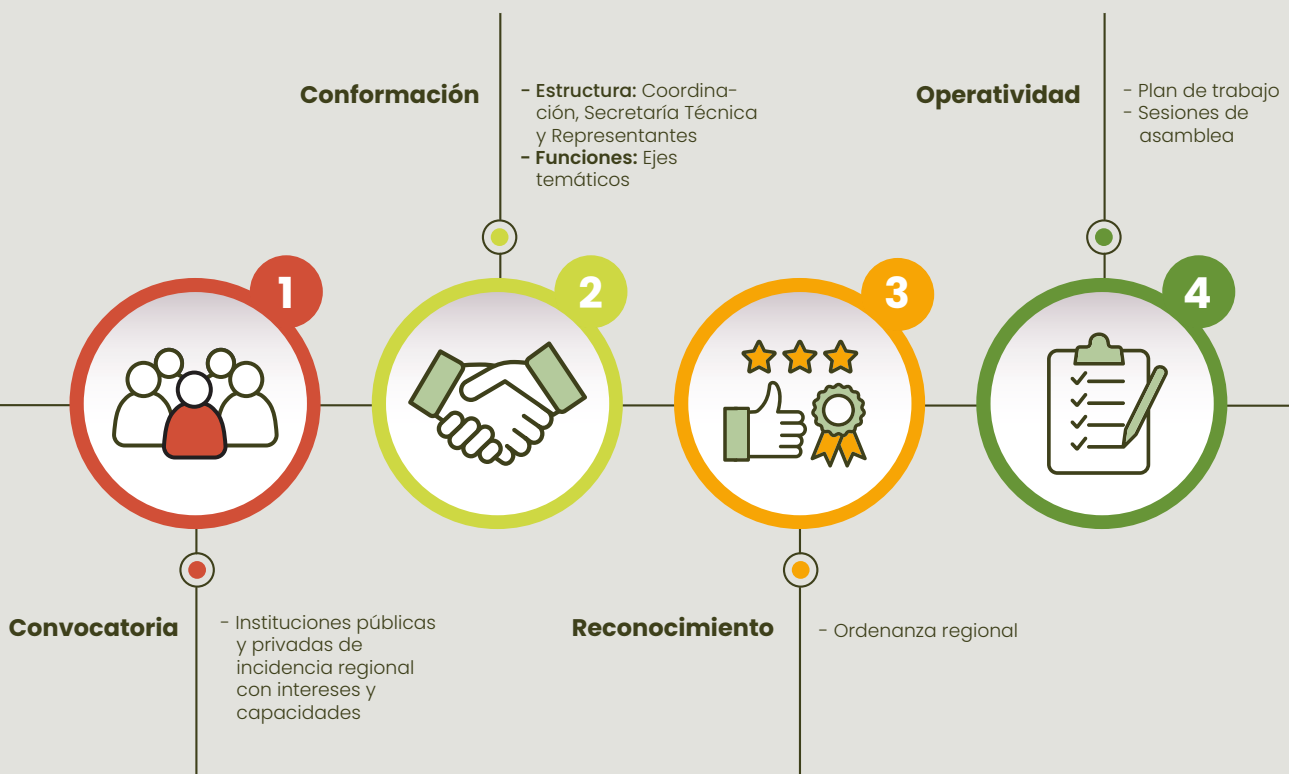 1
Convocatoria
- Instituciones públicas
y privadas de
incidencia regional
con intereses y
capacidades
2
Conformación
- Estructura: Coordina-
ción, Secretaría Técnica
y Representantes
- Funciones: Ejes
temáticos
3
Reconocimiento
- Ordenanza regional
4
Operatividad
- Plan de trabajo
- Sesiones de
asamblea